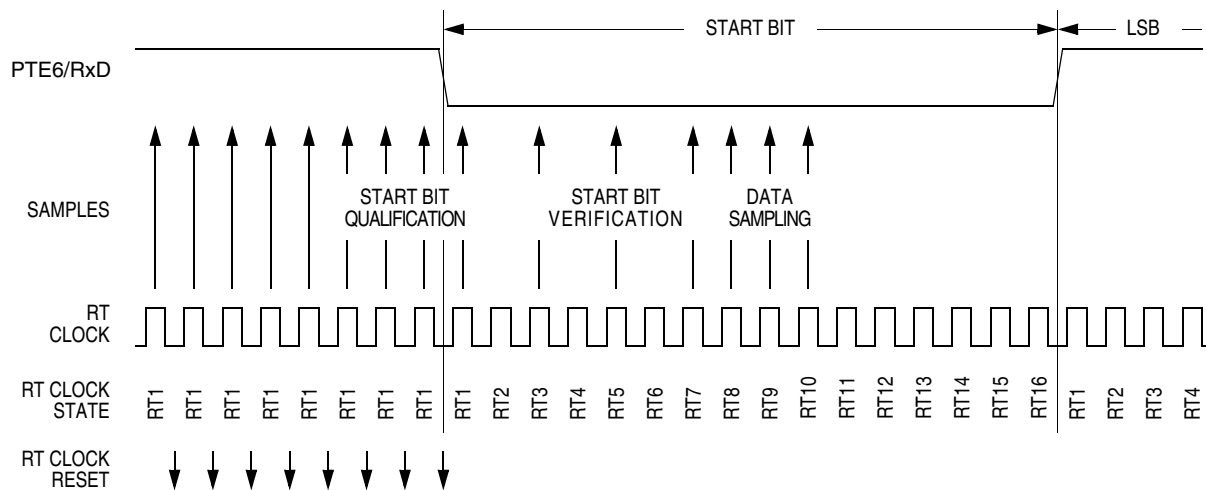 START BIT
LSB
PTE6/RxD
SAMPLES
START BIT
QUALIFICATION
START BIT
VERIFICATION
DATA
SAMPLING
RT
CLOCK
RT CLOCK
STATE
RT1 RT1 RT1 RT1 RT1 RT1 RT1 RT1 RT1 RT2 RT3 RT4 RT5 RT6 RT7 RT8 RT9 RT10 RT11 RT12 RT13 RT14 RT15 RT16 RT1 RT2 RT3 RT4
RT CLOCK
RESET